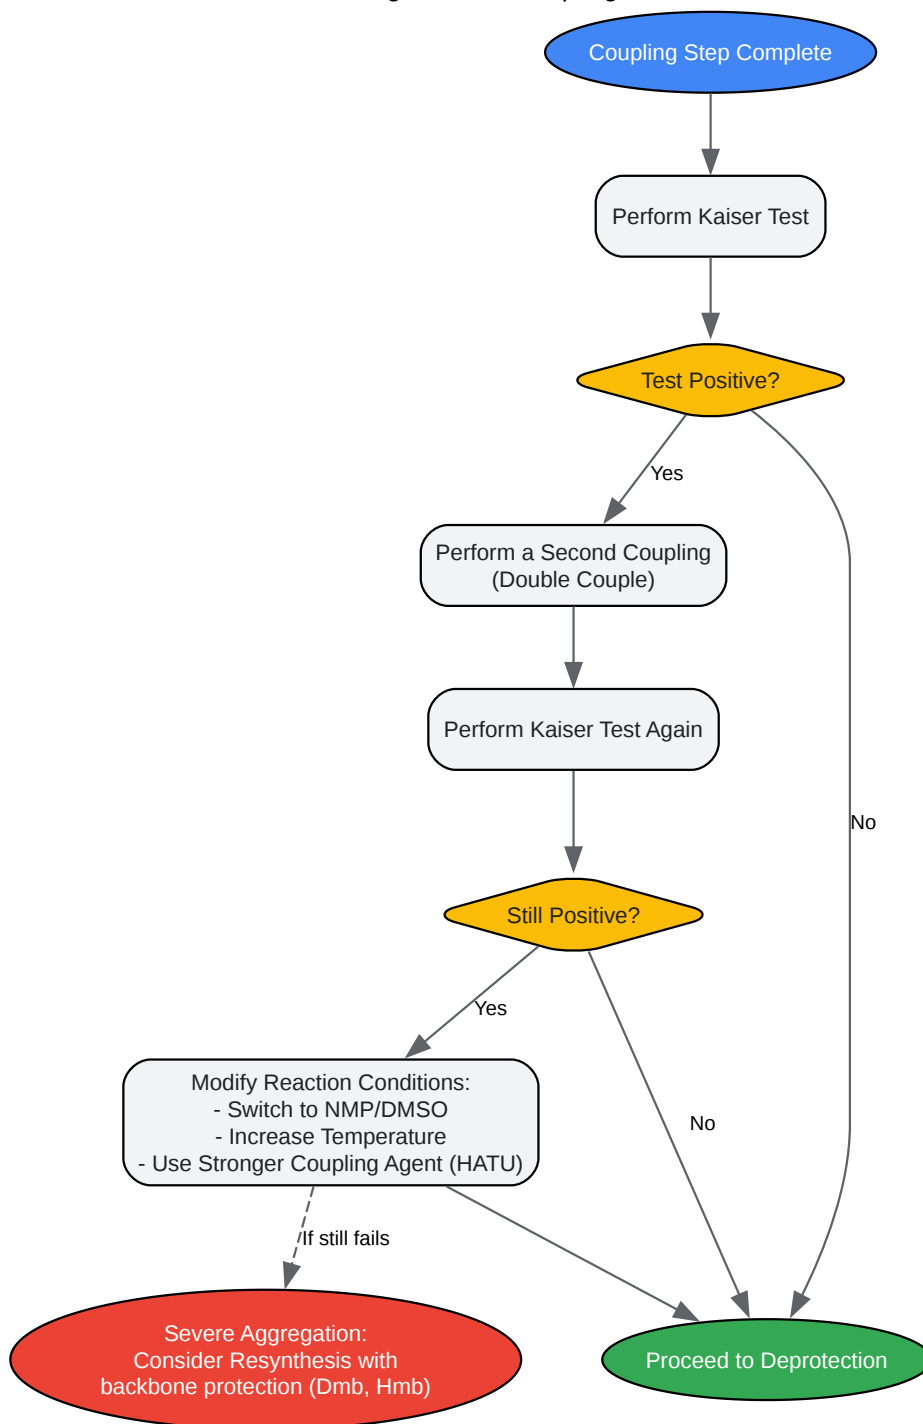 Coupling Step Complete
Perform Kaiser Test
Test Positive?
Yes
Perform a Second Coupling
(Double Couple)
Perform Kaiser Test Again
No
Still Positive?
Yes
Modify Reaction Conditions:
- Switch to NMP/DMSO
- Increase Temperature
- Use Stronger Coupling Agent (HATU)
No
If still fails
Severe Aggregation:
Consider Resynthesis with
backbone protection (Dmb, Hmb)
Proceed to Deprotection